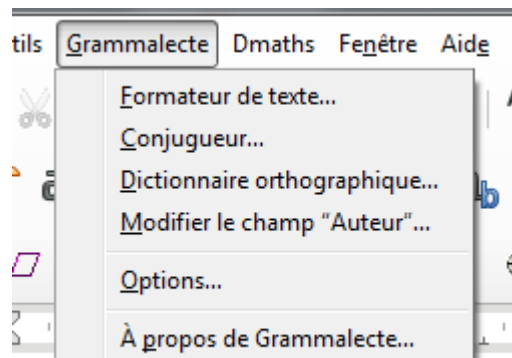 tils Grammalecte Dmaths Fenêtre Aide
Formateur de texte...
Conjugueur...
Dictionnaire orthographique...
Modifier le champ “Auteur”...
Options...
À propos de Grammalecte...